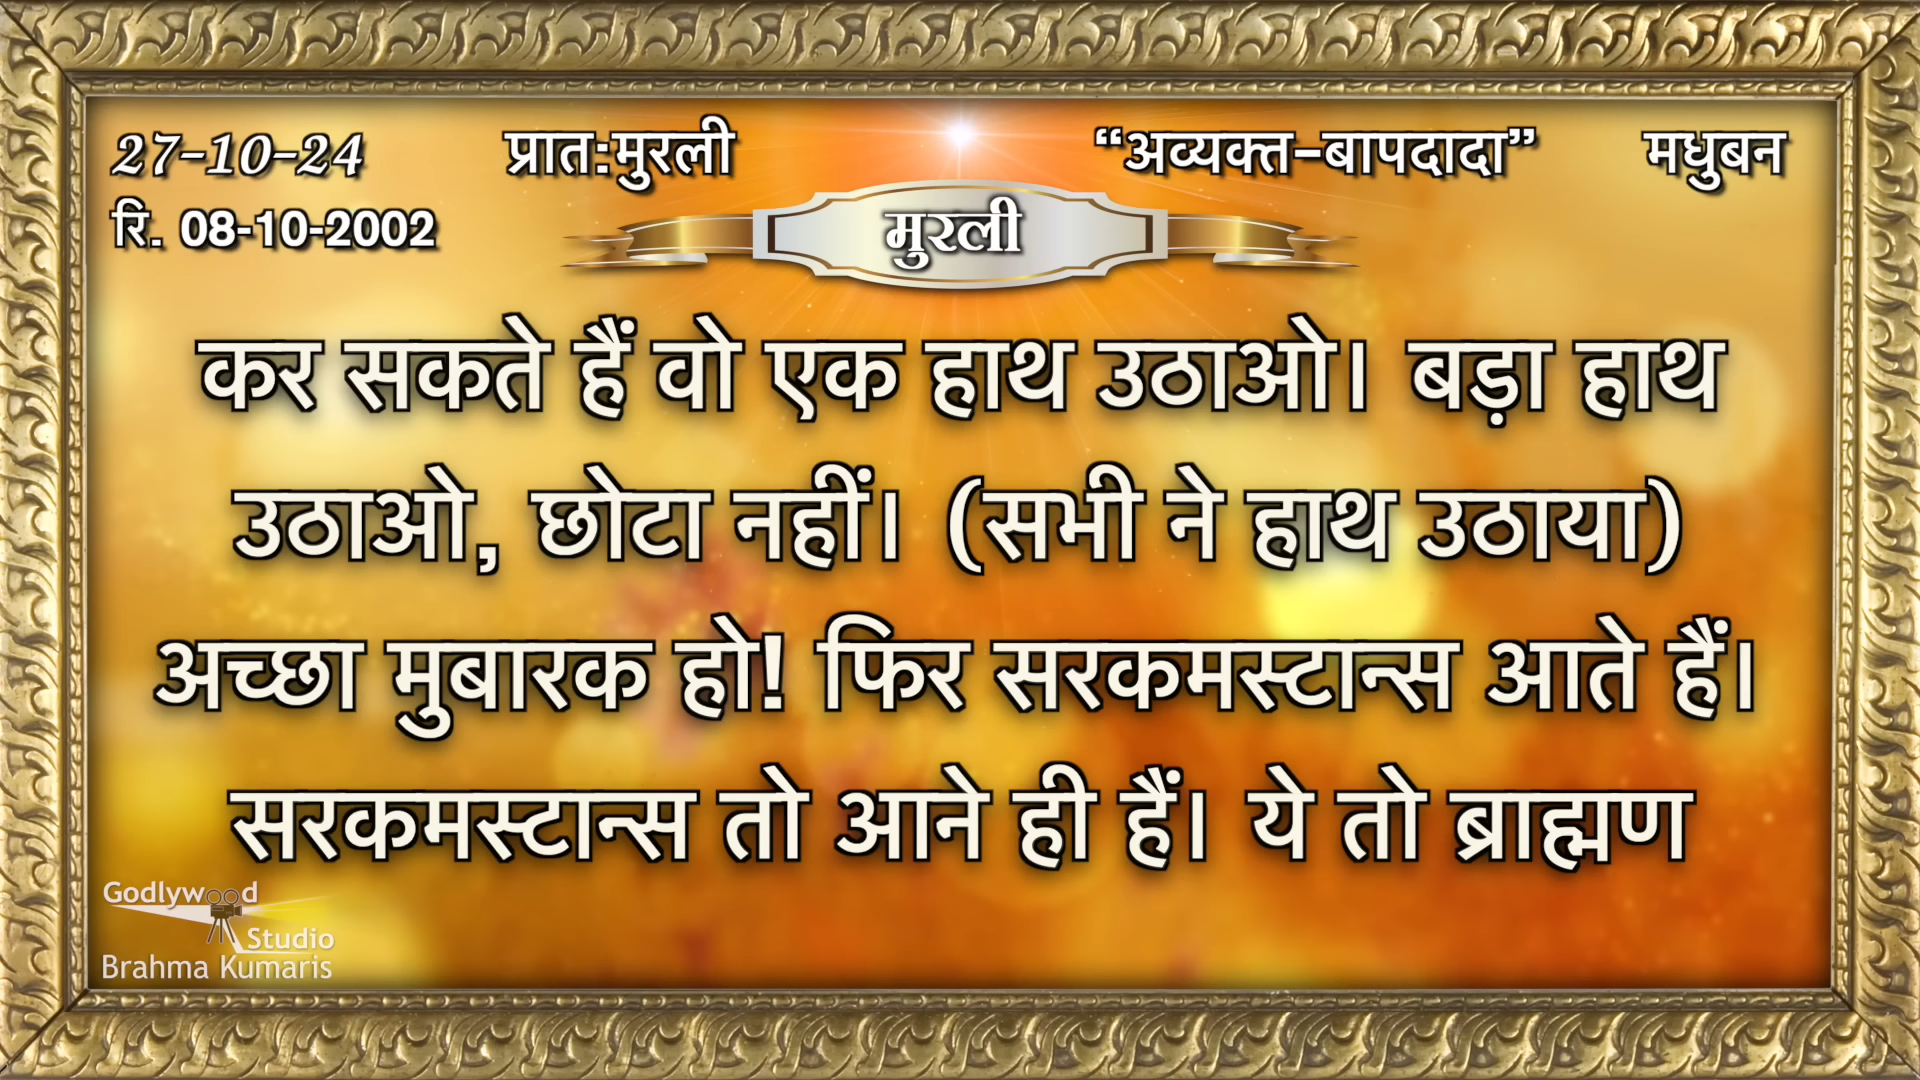 27-10-24 प्रात:मुरली “अव्यक्त-बापदादा” मधुबन
रि. 08-10-2002
मुरली
कर सकते हैं वो एक हाथ उठाओ। बड़ा हाथ
उठाओ, छोटा नहीं। (सभी ने हाथ उठाया)
अच्छा मुबारक हो! फिर सरकमस्टान्स आते हैं।
सरकमस्टान्स तो आने ही हैं। ये तो ब्राह्मण
Godlywood
Studio
Brahma Kumaris